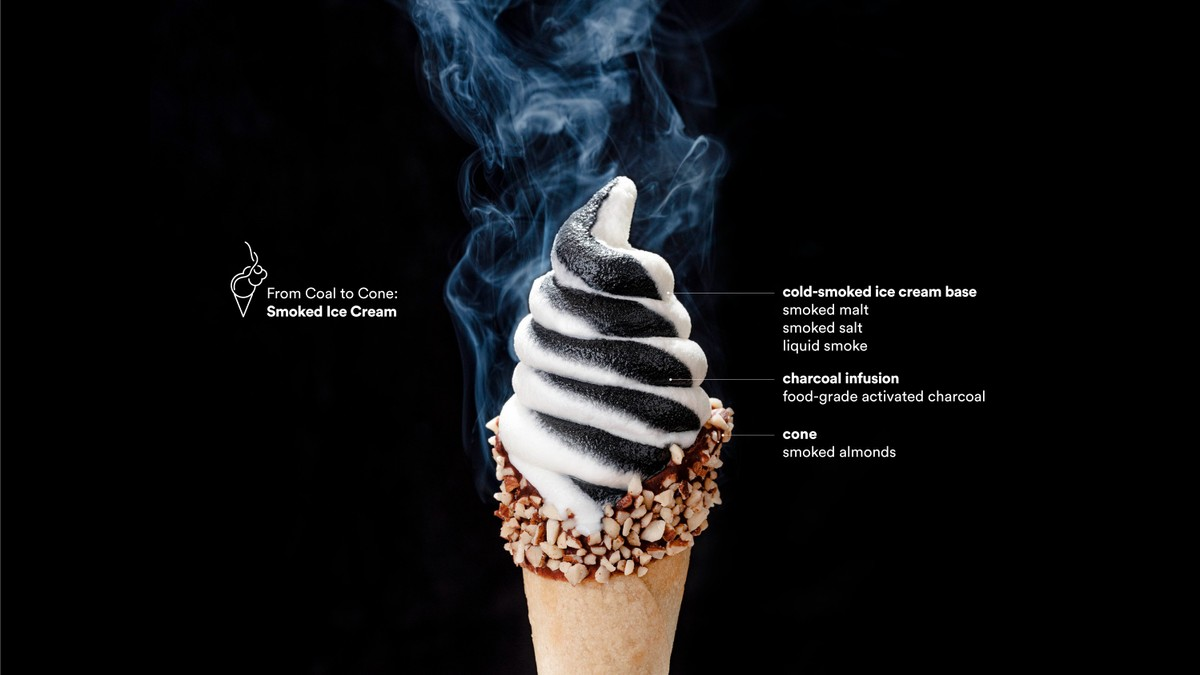 From Coal to Cone:
Smoked Ice Cream
cold-smoked ice cream base
smoked malt
smoked salt
liquid smoke
charcoal infusion
food-grade activated charcoal
cone
smoked almonds